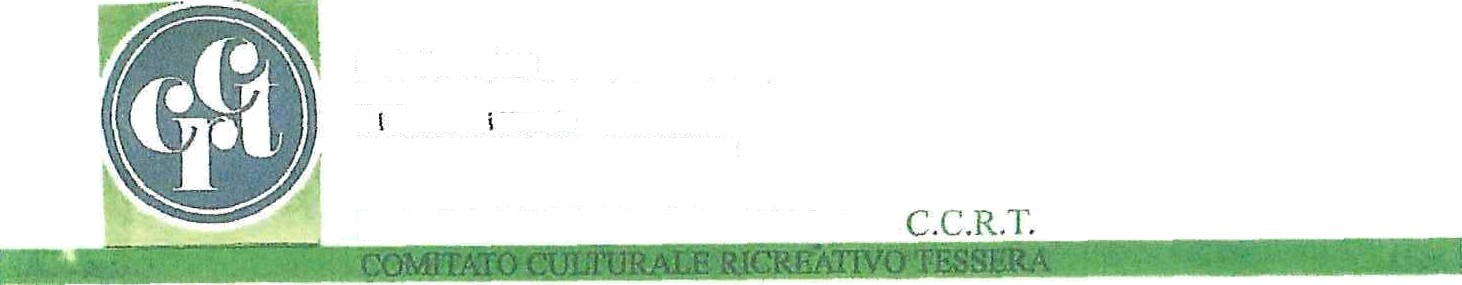 ccrt
C.C.R.T.
COMITATO CULTURALE RICREATIVO TESSERA